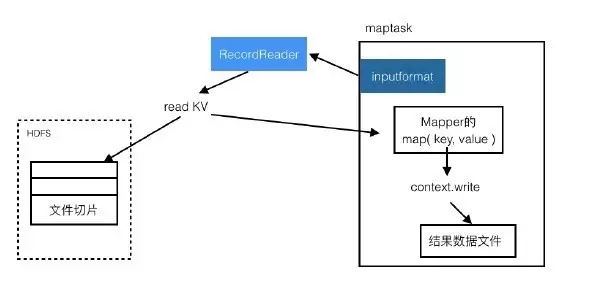 maptask
RecordReader
inputformat
read KV
Mapper的
map( key, value )
HDFS
context.write
文件切片
结果数据文件